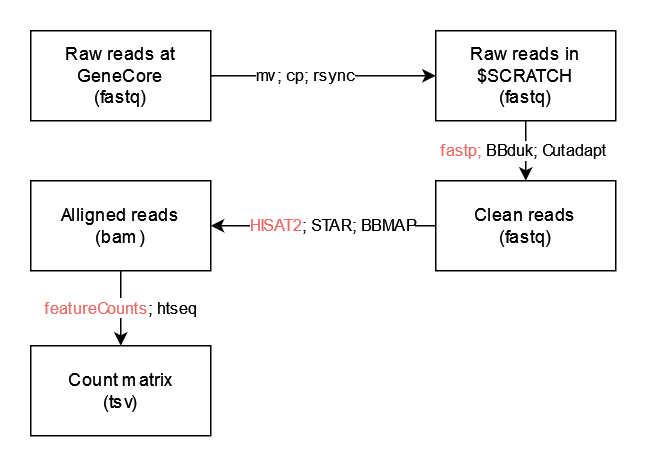 Raw reads at
GeneCore
(fastq)
mv; cp; rsync
Raw reads in
$SCRATCH
(fastq)
fastp; BBduk; Cutadapt
Clean reads
(fastq)
HISAT2; STAR; BBMAP
Alligned reads
(bam)
featureCounts; htseq
Count matrix
(tsv)